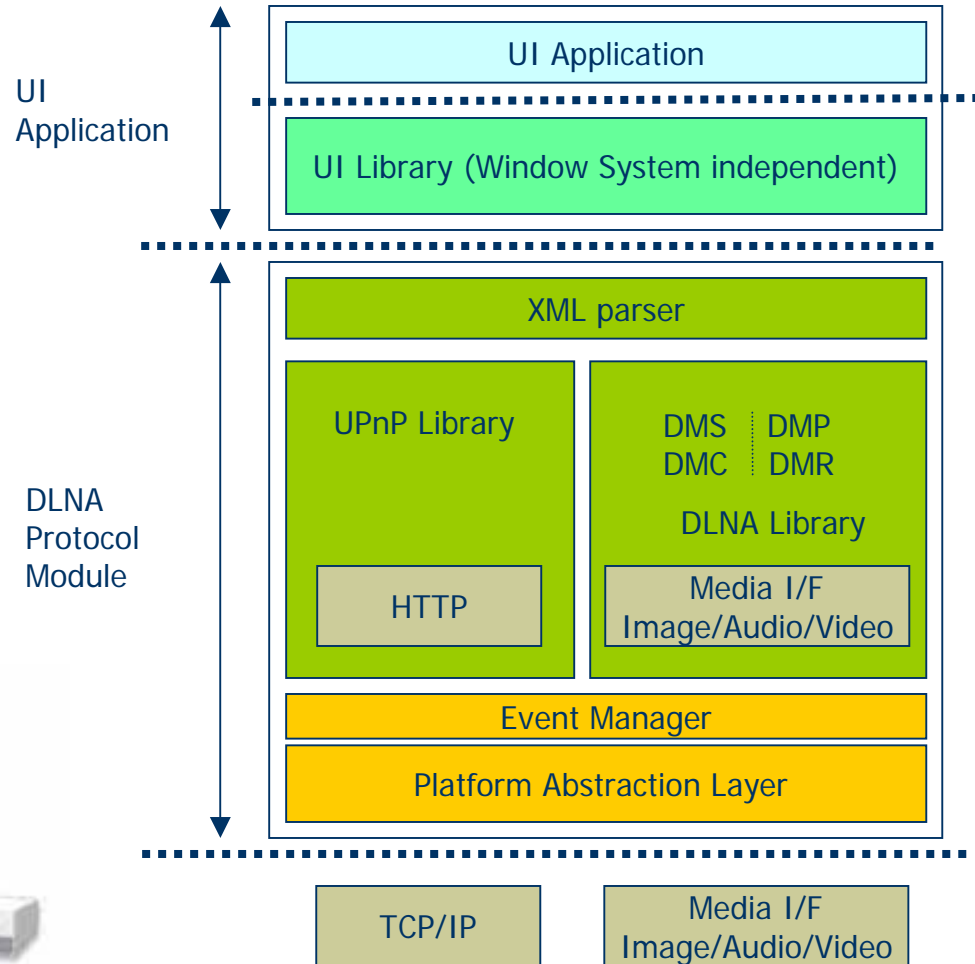 UI Application
UI
Application
UI Library (Window System independent)
XML parser
UPnP Library
DMS DMP
DMC DMR
DLNA Library
DLNA
Protocol
Module
HTTP
Media I/F
Image/Audio/Video
Event Manager
Platform Abstraction Layer
TCP/IP
Media I/F
Image/Audio/Video